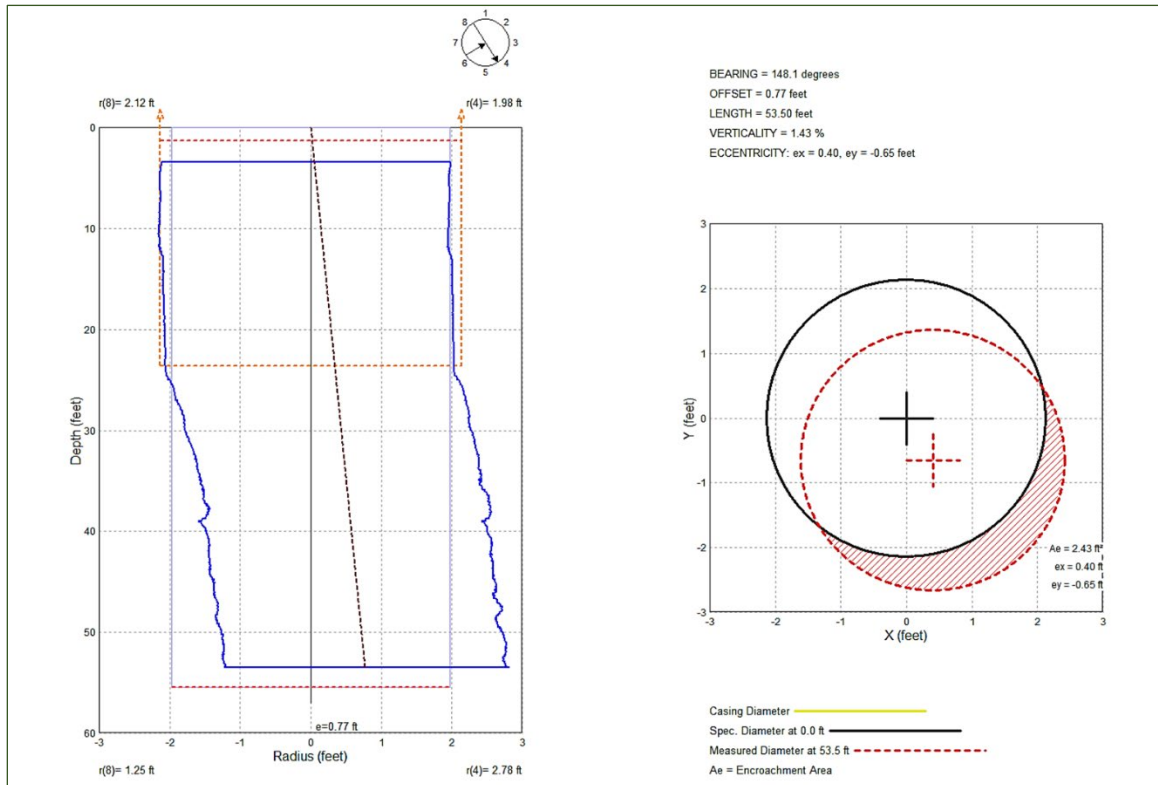 1
8 2
7 3
6 4
5
r(8)= 2.12 ft
r(4)= 1.98 ft
BEARING = 148.1 degrees
OFFSET = 0.77 feet
LENGTH = 53.50 feet
VERTICALITY = 1.43 %
ECCENTRICITY: ex = 0.40, ey = -0.65 feet
0
10
20
30
40
50
60
Depth (feet)
e=0.77 ft
-3 -2 -1 0 1 2 3
Radius (feet)
r(8)= 1.25 ft
r(4)= 2.78 ft
3
2
1
0
-1
-2
-3
Y (feet)
Ae = 2.43 ft²
ex = 0.40 ft
ey = -0.65 ft
-3 -2 -1 0 1 2 3
X (feet)
Casing Diameter
Spec. Diameter at 0.0 ft
Measured Diameter at 53.5 ft
Ae = Encroachment Area